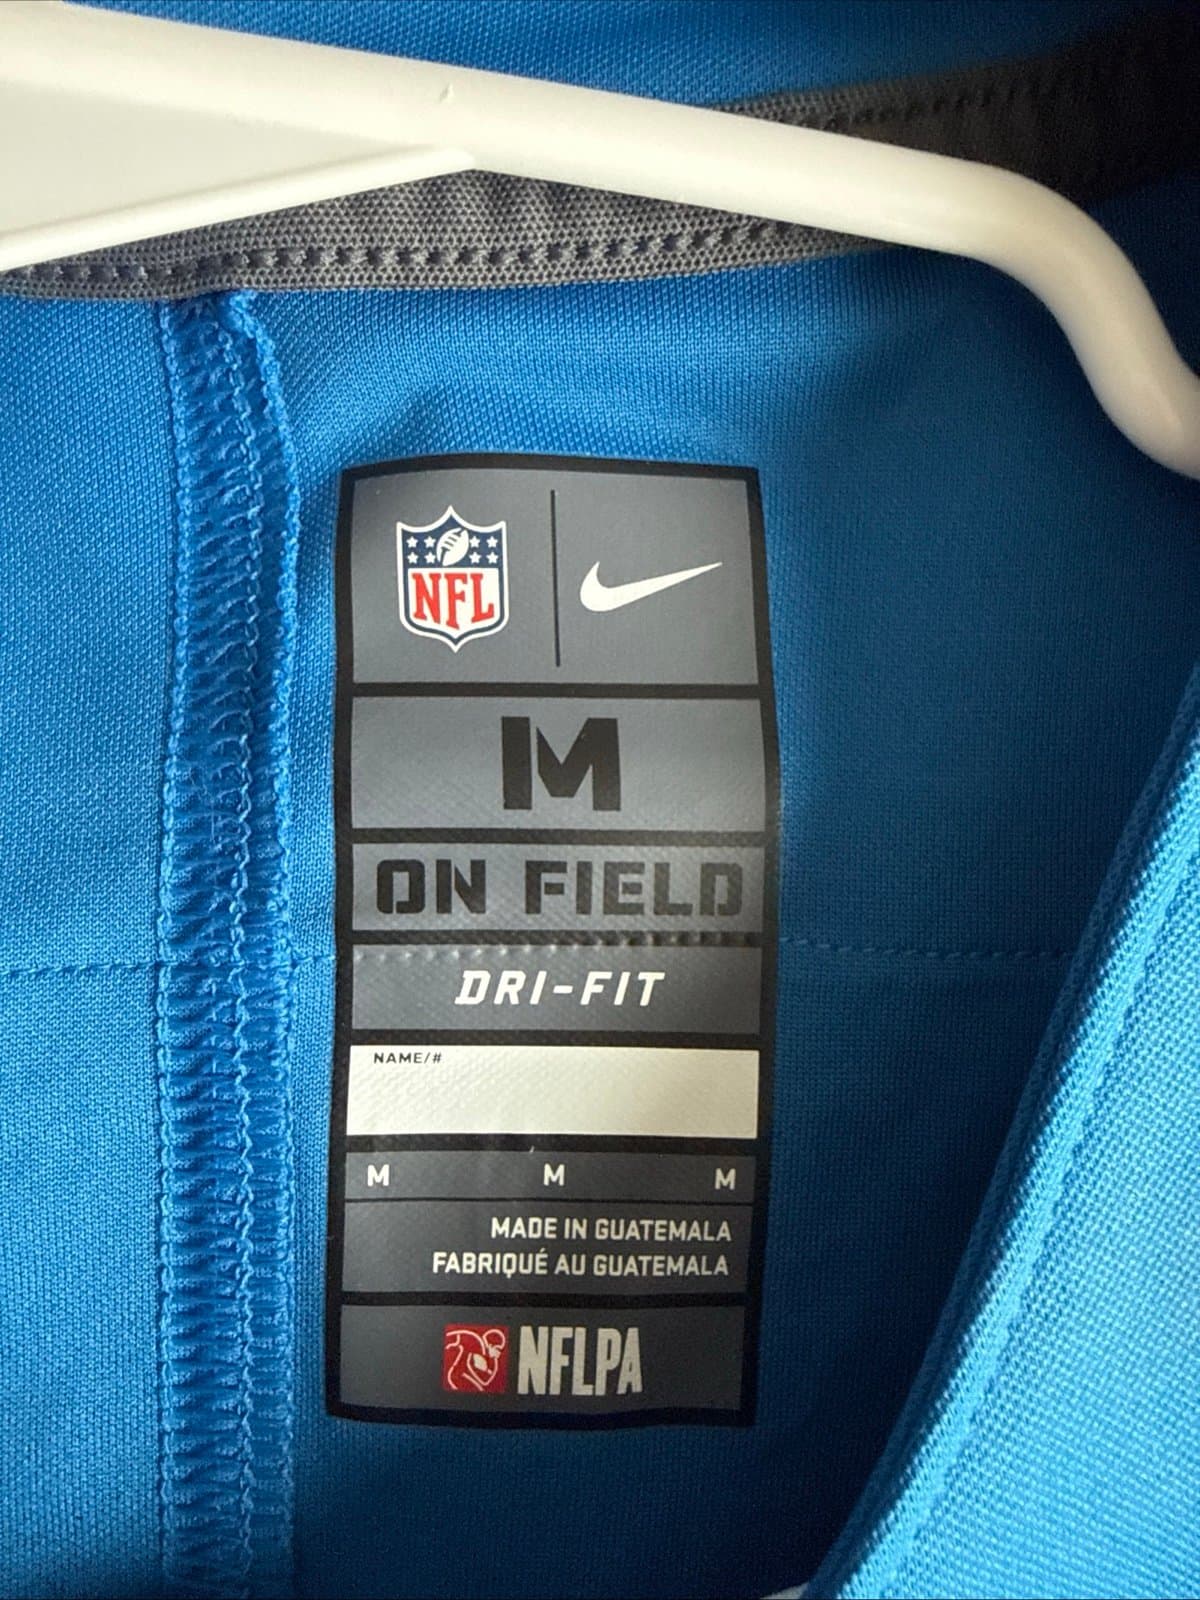 NFL
M
ON FIELD
DRI-FIT
NAME/#
M M M
MADE IN GUATEMALA
FABRIQUÉ AU GUATEMALA
NFLPA